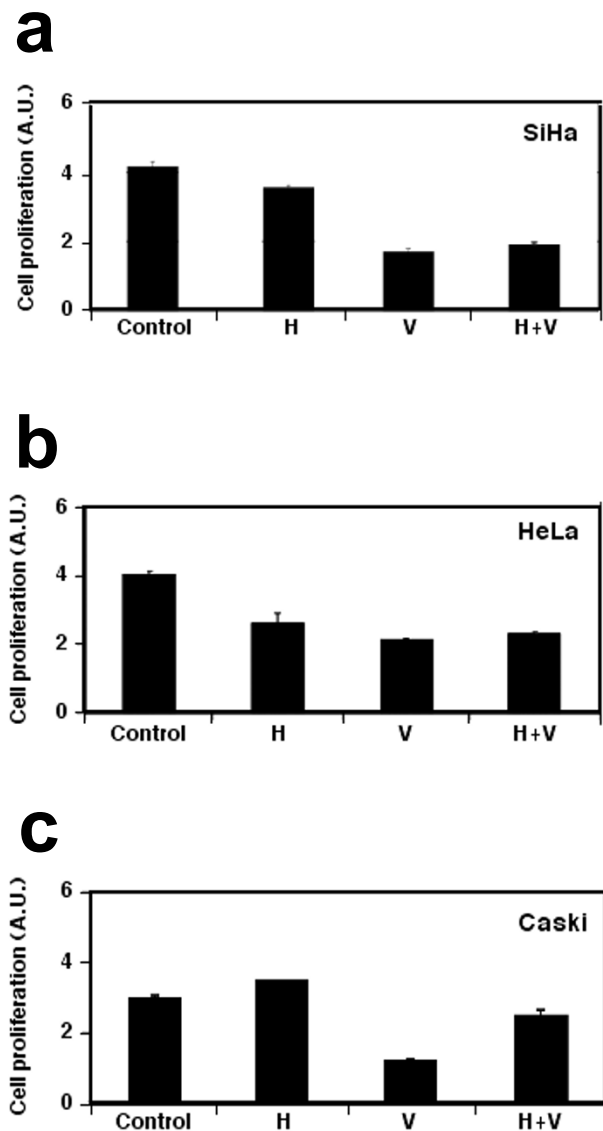 a
Cell proliferation (A.U.)
6
4
2
0
SiHa
Control H V H+V
b
Cell proliferation (A.U.)
6
4
2
0
HeLa
Control H V H+V
c
Cell proliferation (A.U.)
6
4
2
0
Caski
Control H V H+V